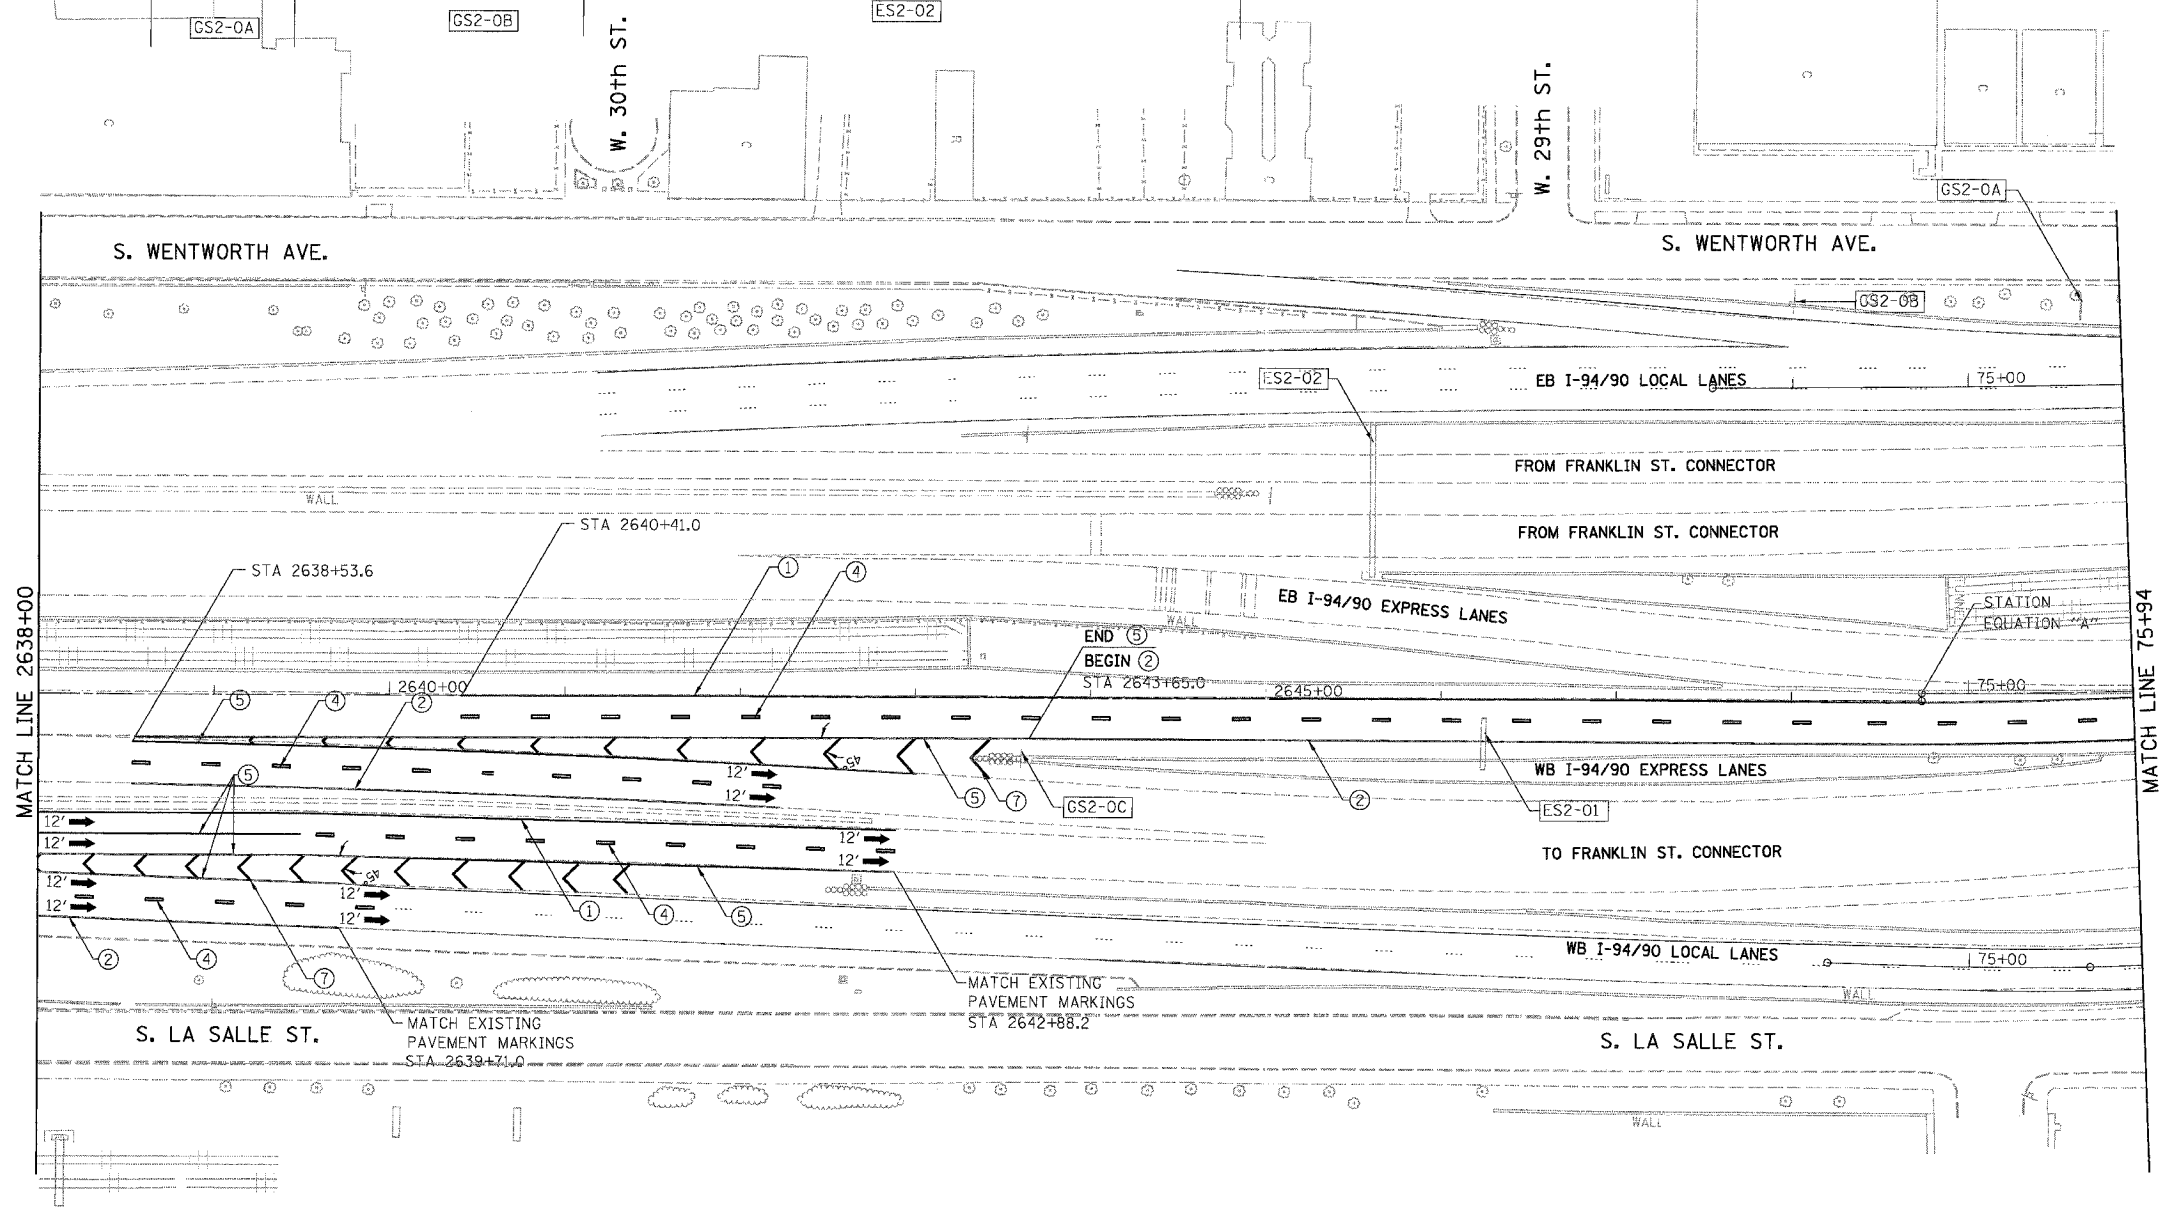 GS2-0A
GS2-0B
ES2-02
W. 30th ST.
W. 29th ST.
GS2-0A
S. WENTWORTH AVE.
S. WENTWORTH AVE.
GS2-0B
ES2-02
EB I-94/90 LOCAL LANES
75+00
FROM FRANKLIN ST. CONNECTOR
WALL
STA 2640+41.0
FROM FRANKLIN ST. CONNECTOR
STA 2638+53.6
1
4
EB I-94/90 EXPRESS LANES
WALL
STATION
EQUATION "A"
MATCH LINE 2638+00
MATCH LINE 75+94
END 5
BEGIN 2
STA 2643+65.0
2640+00
2645+00
75+00
5
4
2
45°
12'
12'
5
5
7
GS2-0C
2
WB I-94/90 EXPRESS LANES
ES2-01
12'
12'
12'
12'
TO FRANKLIN ST. CONNECTOR
45°
12'
12'
12'
12'
1
4
5
2
4
7
WB I-94/90 LOCAL LANES
75+00
WALL
MATCH EXISTING
PAVEMENT MARKINGS
STA 2642+88.2
S. LA SALLE ST.
MATCH EXISTING
PAVEMENT MARKINGS
STA 2639+71.0
S. LA SALLE ST.
WALL